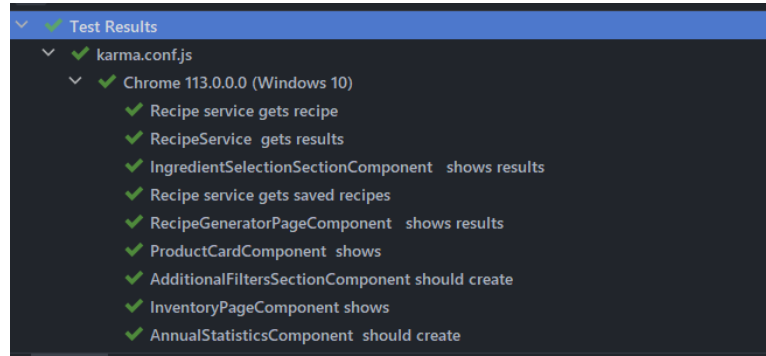 Test Results
karma.conf.js
Chrome 113.0.0.0 (Windows 10)
Recipe service gets recipe
RecipeService  gets results
IngredientSelectionSectionComponent   shows results
Recipe service gets saved recipes
RecipeGeneratorPageComponent   shows results
ProductCardComponent  shows
AdditionalFiltersSectionComponent should create
InventoryPageComponent shows
AnnualStatisticsComponent  should create